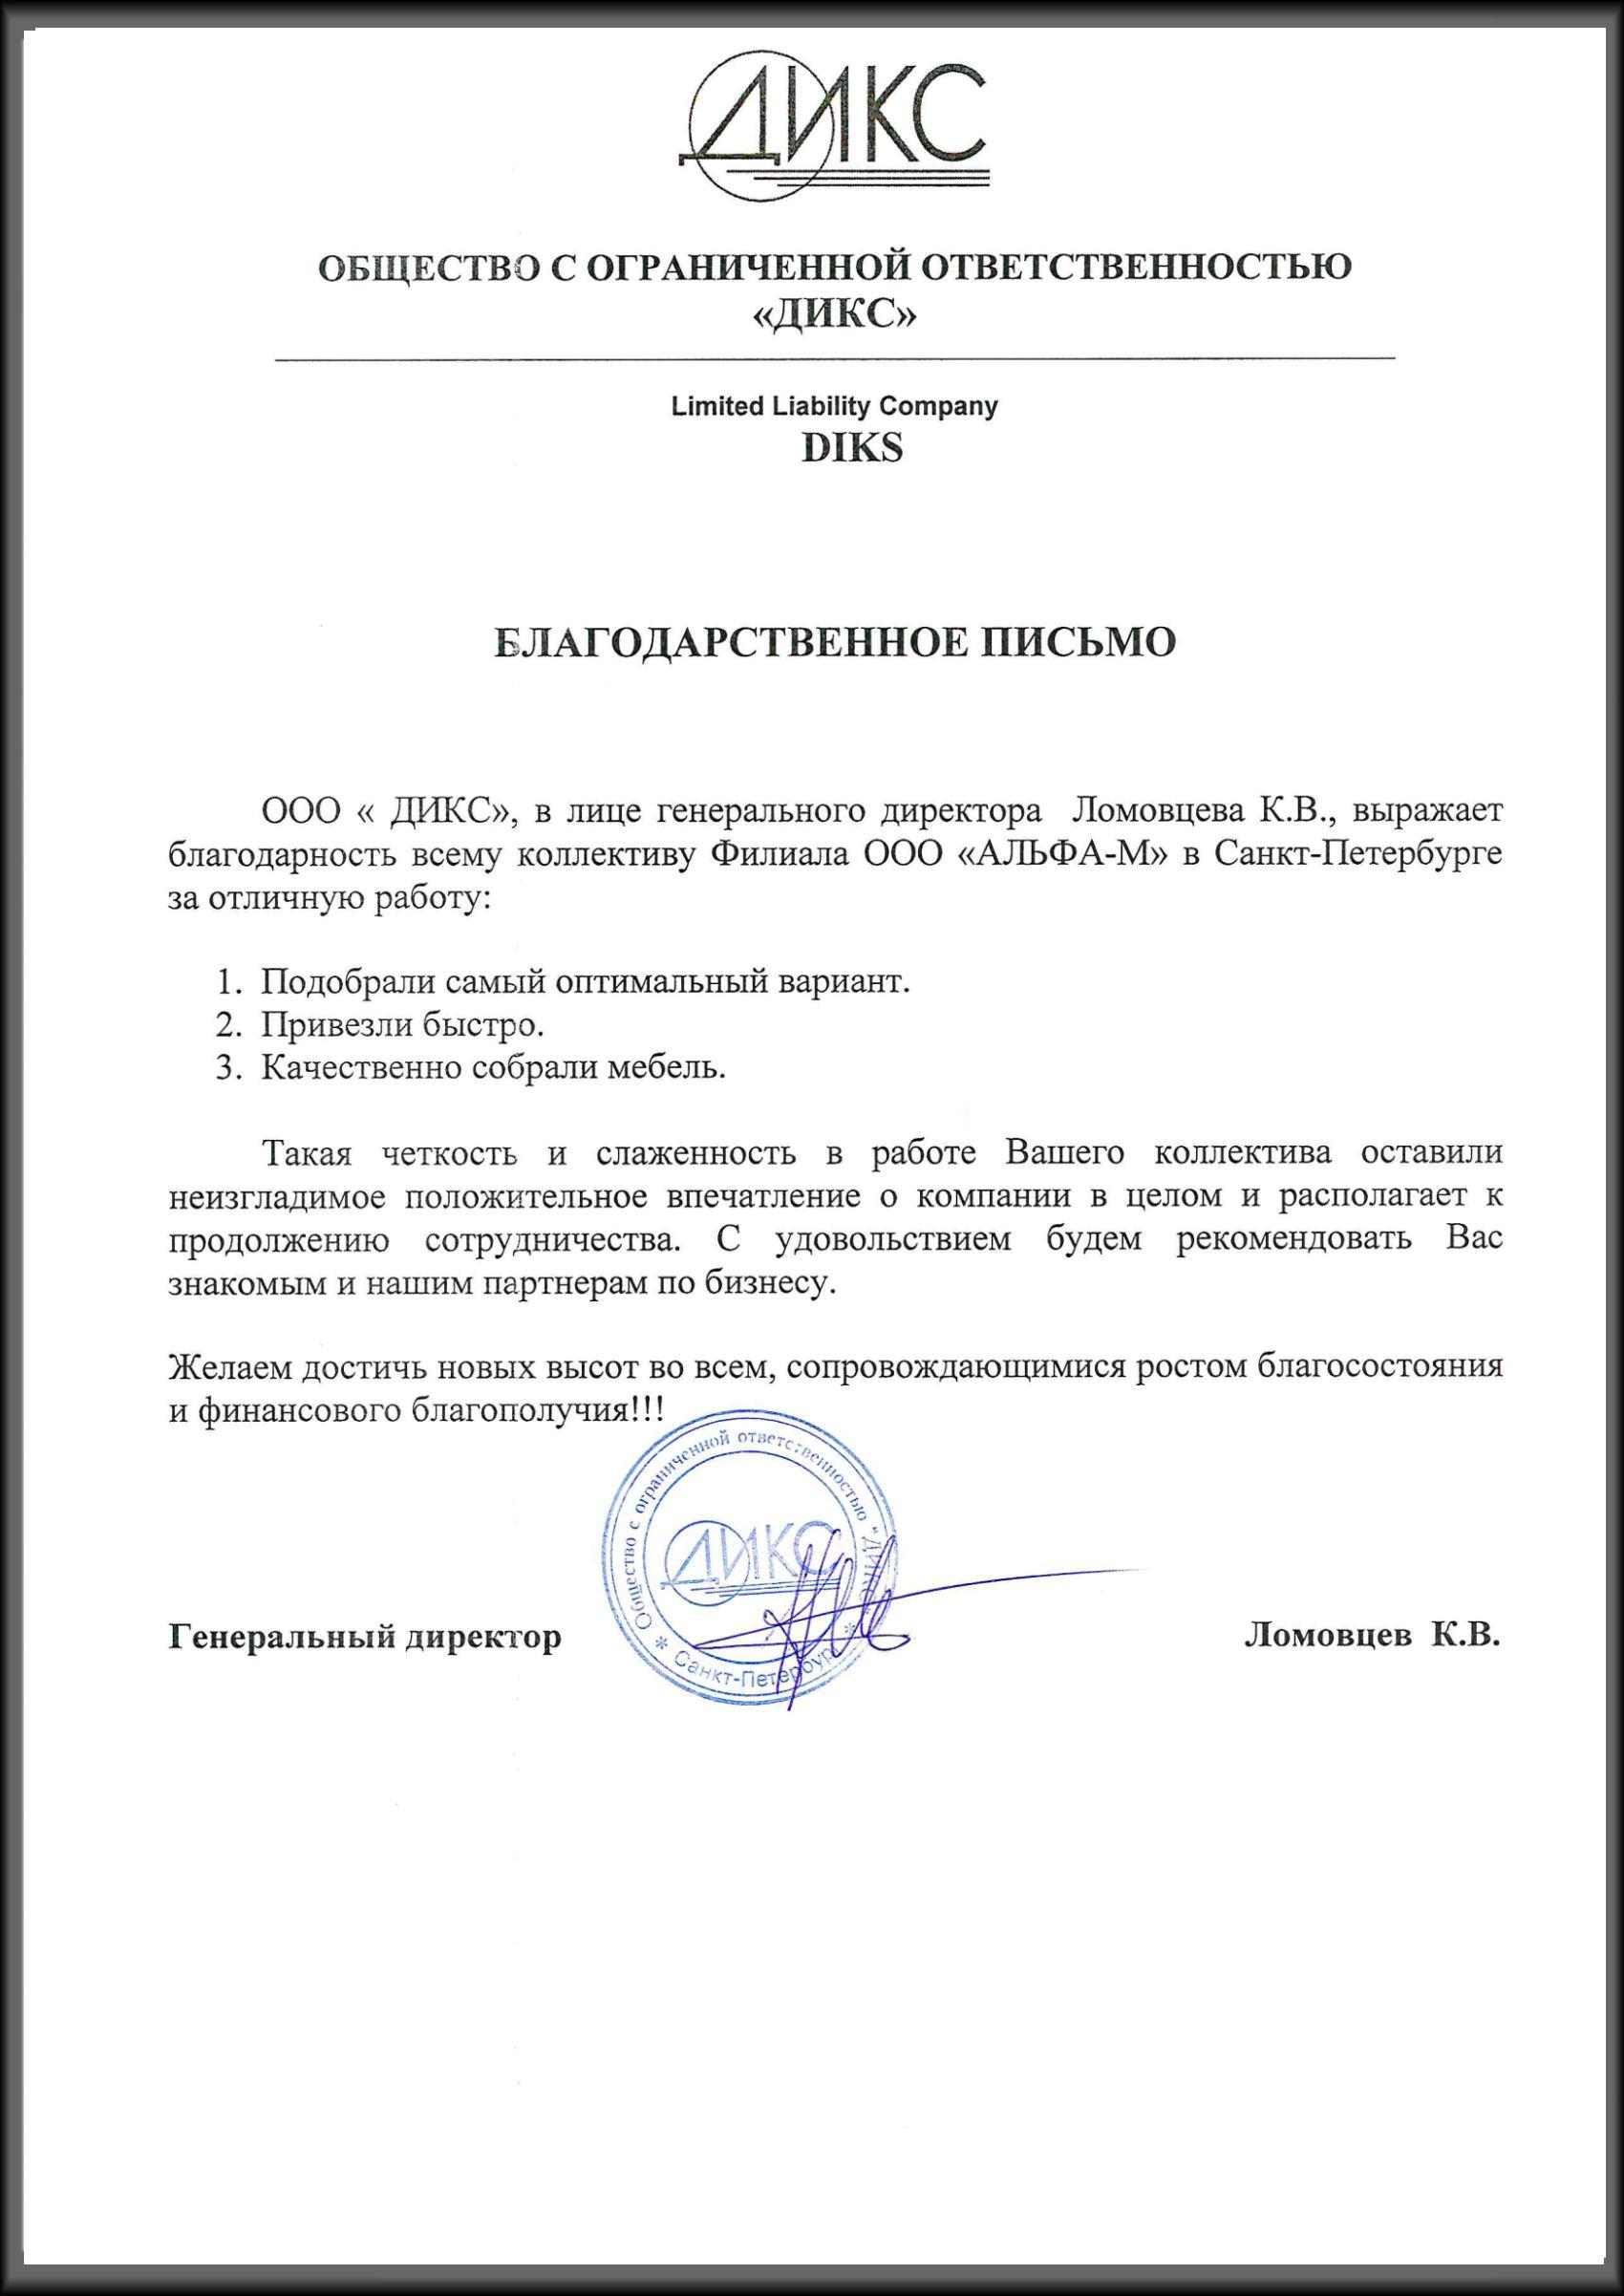 ДИКС
ОБЩЕСТВО С ОГРАНИЧЕННОЙ ОТВЕТСТВЕННОСТЬЮ
«ДИКС»
Limited Liability Company
DIKS
БЛАГОДАРСТВЕННОЕ ПИСЬМО
ООО « ДИКС», в лице генерального директора Ломовцева К.В., выражает
благодарность всему коллективу Филиала ООО «АЛЬФА-М» в Санкт-Петербурге
за отличную работу:
1. Подобрали самый оптимальный вариант.
2. Привезли быстро.
3. Качественно собрали мебель.
Такая четкость и слаженность в работе Вашего коллектива оставили
неизгладимое положительное впечатление о компании в целом и располагает к
продолжению сотрудничества. С удовольствием будем рекомендовать Вас
знакомым и нашим партнерам по бизнесу.
Желаем достичь новых высот во всем, сопровождающимися ростом благосостояния
и финансового благополучия!!!
Общество с ограниченной ответственностью "ДИКС"
ДИКС
* Санкт-Петербург *
Генеральный директор
Ломовцев К.В.